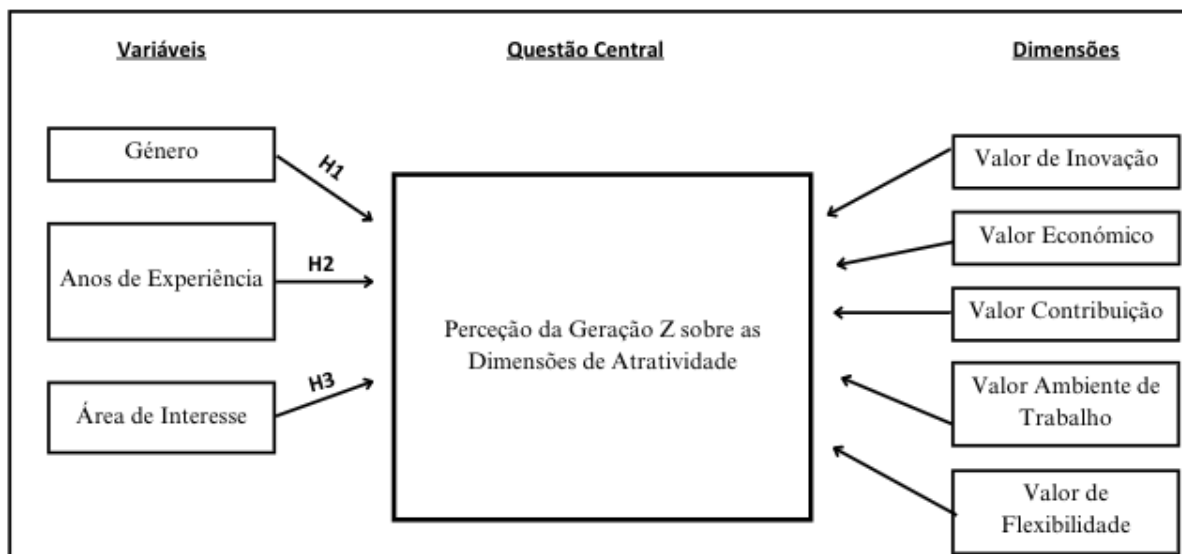 Variáveis
Questão Central
Dimensões
Género
H1
Anos de Experiência
H2
Área de Interesse
H3
Perceção da Geração Z sobre as
Dimensões de Atratividade
Valor de Inovação
Valor Económico
Valor Contribuição
Valor Ambiente de
Trabalho
Valor de
Flexibilidade